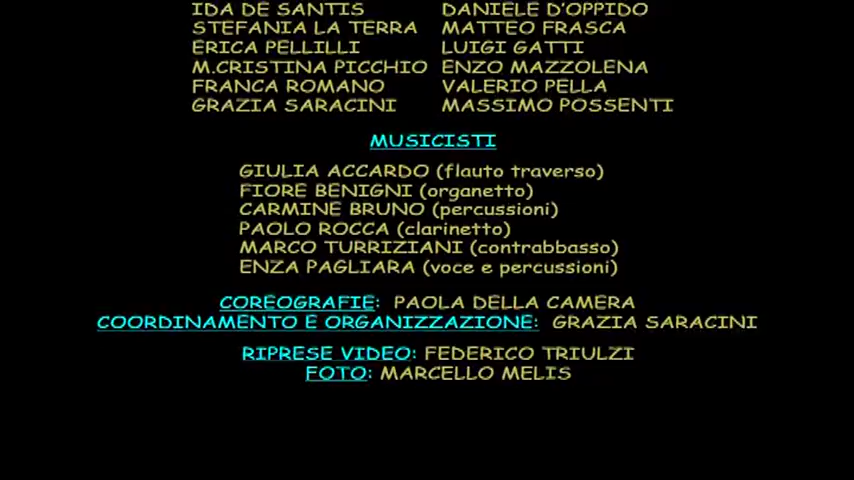 IDA DE SANTIS DANIELE D'OPPIDO
STEFANIA LA TERRA MATTEO FRASCA
ERICA PELLILLI LUIGI GATTI
M.CRISTINA PICCHIO ENZO MAZZOLENA
FRANCA ROMANO VALERIO PELLA
GRAZIA SARACINI MASSIMO POSSENTI
MUSICISTI
GIULIA ACCARDO (flauto traverso)
FIORE BENIGNI (organetto)
CARMINE BRUNO (percussioni)
PAOLO ROCCA (clarinetto)
MARCO TURRIZIANI (contrabbasso)
ENZA PAGLIARA (voce e percussioni)
COREOGRAFIE: PAOLA DELLA CAMERA
COORDINAMENTO E ORGANIZZAZIONE: GRAZIA SARACINI
RIPRESE VIDEO: FEDERICO TRIULZI
FOTO: MARCELLO MELIS